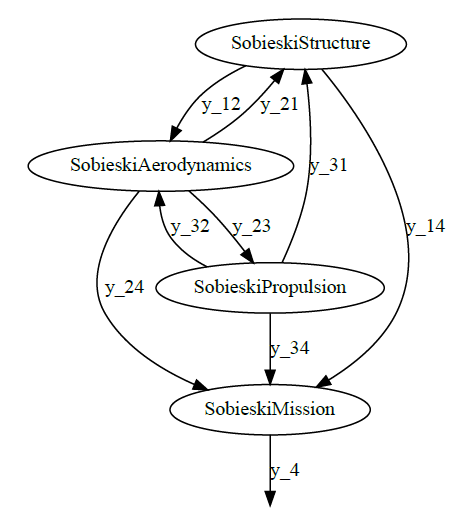 SobieskiStructure
y_12
y_21
SobieskiAerodynamics
y_31
y_14
y_32
y_23
y_24
SobieskiPropulsion
y_34
SobieskiMission
y_4